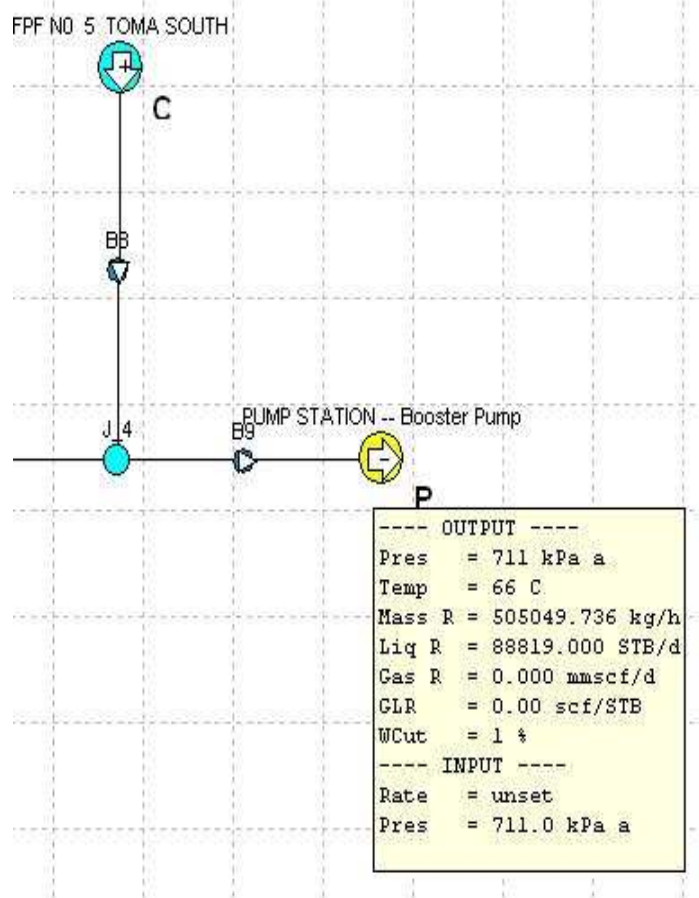 FPF N0 5 TOMA SOUTH
C
B8
J_4
PUMP STATION -- Booster Pump
B9
P
---- OUTPUT ----
Pres = 711 kPa a
Temp = 66 C
Mass R = 505049.736 kg/h
Liq R = 88819.000 STB/d
Gas R = 0.000 mmscf/d
GLR = 0.00 scf/STB
WCut = 1 %
---- INPUT ----
Rate = unset
Pres = 711.0 kPa a